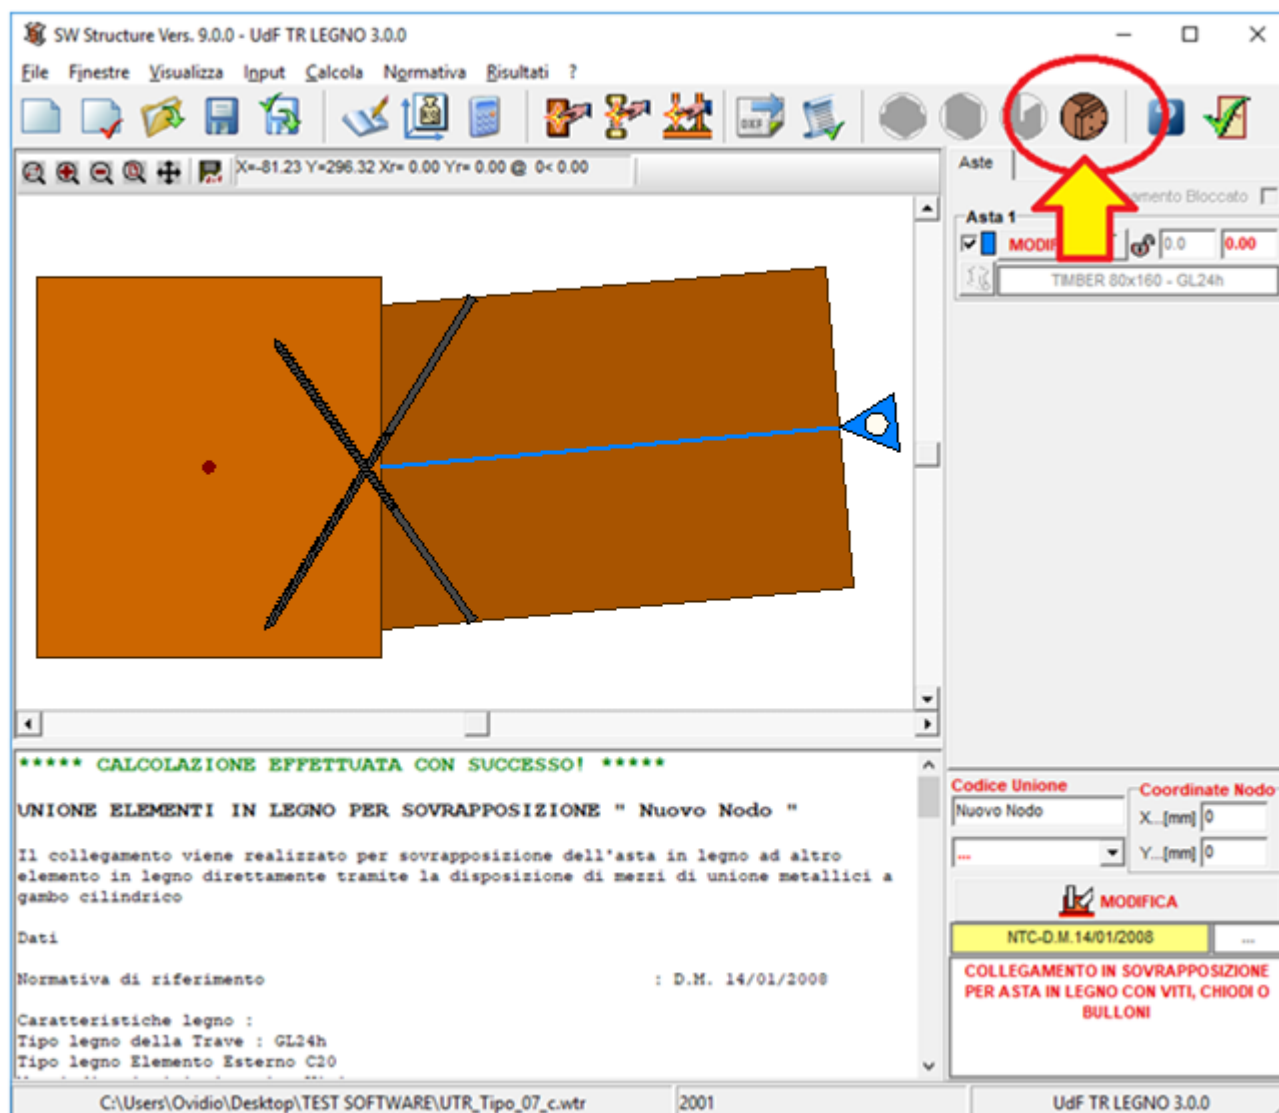 SW Structure Vers. 9.0.0 - UdF TR LEGNO 3.0.0
File Finestre Visualizza Input Calcola Normativa Risultati ?
DXF
X=-81.23 Y=296.32 Xr= 0.00 Yr= 0.00 @ 0< 0.00
Aste
Bloccato
Asta 1
0.0 0.00
TIMBER 80x160 - GL24h
***** CALCOLAZIONE EFFETTUATA CON SUCCESSO! *****
UNIONE ELEMENTI IN LEGNO PER SOVRAPPOSIZIONE " Nuovo Nodo "
Il collegamento viene realizzato per sovrapposizione dell'asta in legno ad altro
elemento in legno direttamente tramite la disposizione di mezzi di unione metallici a
gambo cilindrico
Dati
Normativa di riferimento : D.M. 14/01/2008
Caratteristiche legno :
Tipo legno della Trave : GL24h
Tipo legno Elemento Esterno C20
Codice Unione
Nuovo Nodo
...
Coordinate Nodo
X...[mm] 0
Y...[mm] 0
MODIFICA
NTC-D.M.14/01/2008 ...
COLLEGAMENTO IN SOVRAPPOSIZIONE
PER ASTA IN LEGNO CON VITI, CHIODI O
BULLONI
C:\Users\Ovidio\Desktop\TEST SOFTWARE\UTR_Tipo_07_c.wtr 2001 UdF TR LEGNO 3.0.0